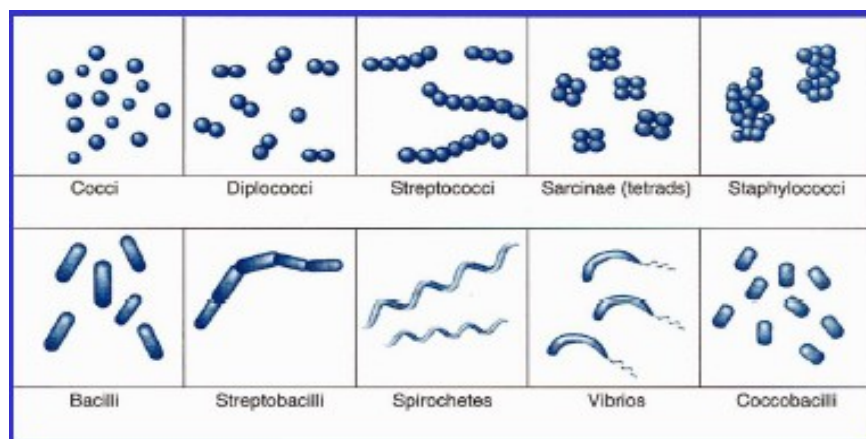 Cocci Diplococci Streptococci Sarcinae (tetrads) Staphylococci
Bacilli Streptobacilli Spirochetes Vibrios Coccobacilli